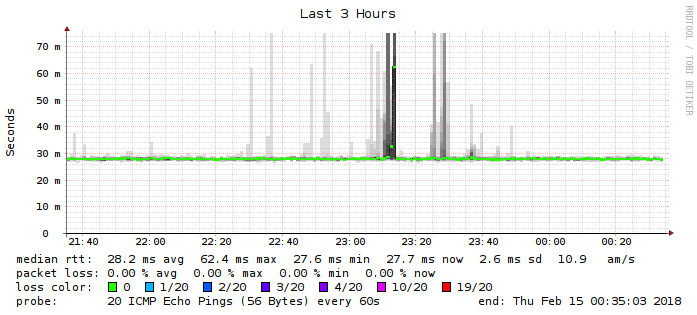 Last 3 Hours
RRDTOOL / TOBI OETIKER
Seconds
70 m
60 m
50 m
40 m
30 m
20 m
10 m
0
21:40 22:00 22:20 22:40 23:00 23:20 23:40 00:00 00:20
median rtt: 28.2 ms avg 62.4 ms max 27.6 ms min 27.7 ms now 2.6 ms sd 10.9 am/s
packet loss: 0.00 % avg 0.00 % max 0.00 % min 0.00 % now
loss color: 0 1/20 2/20 3/20 4/20 10/20 19/20
probe: 20 ICMP Echo Pings (56 Bytes) every 60s end: Thu Feb 15 00:35:03 2018